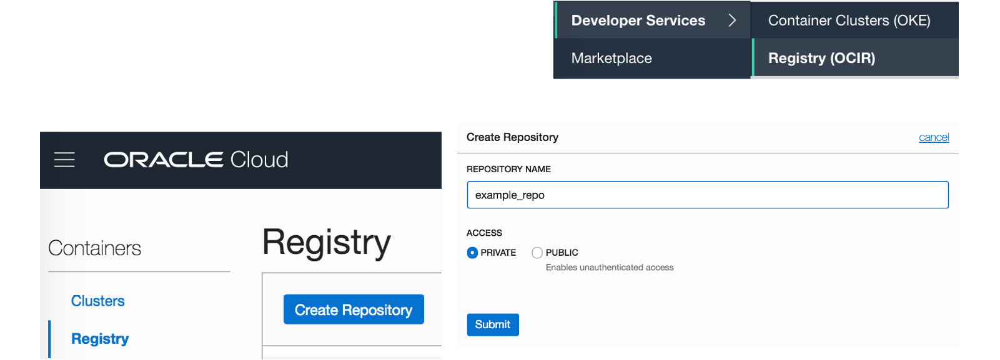 Developer Services
Container Clusters (OKE)
Marketplace
Registry (OCIR)
ORACLE Cloud
Containers
Clusters
Registry
Registry
Create Repository
Create Repository
cancel
REPOSITORY NAME
example_repo
ACCESS
PRIVATE
PUBLIC
Enables unauthenticated access
Submit